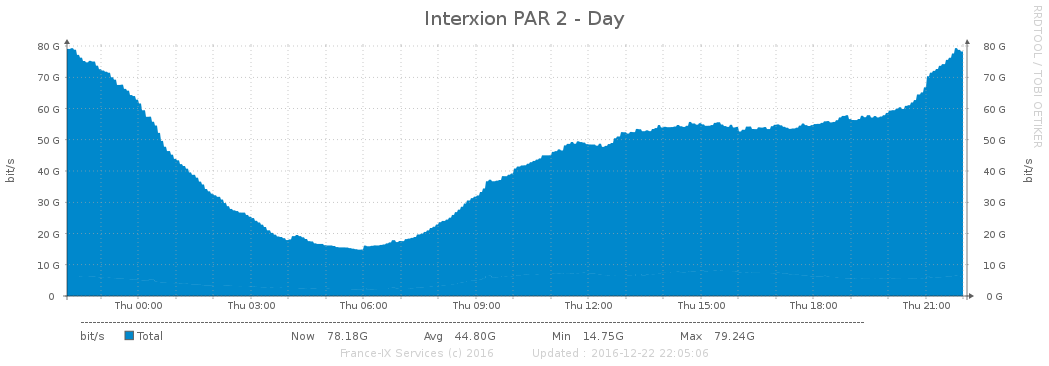 Interxion PAR 2 - Day
RRDTOOL / TOBI OETIKER
80 G 80 G
70 G 70 G
60 G 60 G
50 G 50 G
40 G 40 G
30 G 30 G
20 G 20 G
10 G 10 G
0 0 G
bit/s bit/s
Thu 00:00 Thu 03:00 Thu 06:00 Thu 09:00 Thu 12:00 Thu 15:00 Thu 18:00 Thu 21:00
bit/s Total Now 78.18G Avg 44.80G Min 14.75G Max 79.24G
France-IX Services (c) 2016 Updated : 2016-12-22 22:05:06